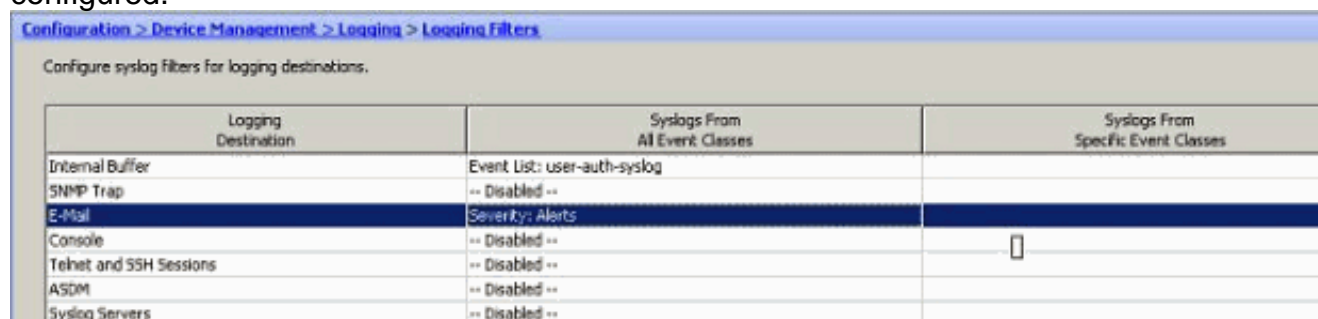 configured.
Configuration > Device Management > Logging > Logging Filters
Configure syslog filters for logging destinations.
Logging Destination Syslogs From All Event Classes Syslogs From Specific Event Classes
Internal Buffer Event List: user-auth-syslog
SNMP Trap -- Disabled --
E-Mail Severity: Alerts
Console -- Disabled --
Telnet and SSH Sessions -- Disabled --
ASDM -- Disabled --
Syslog Servers -- Disabled --